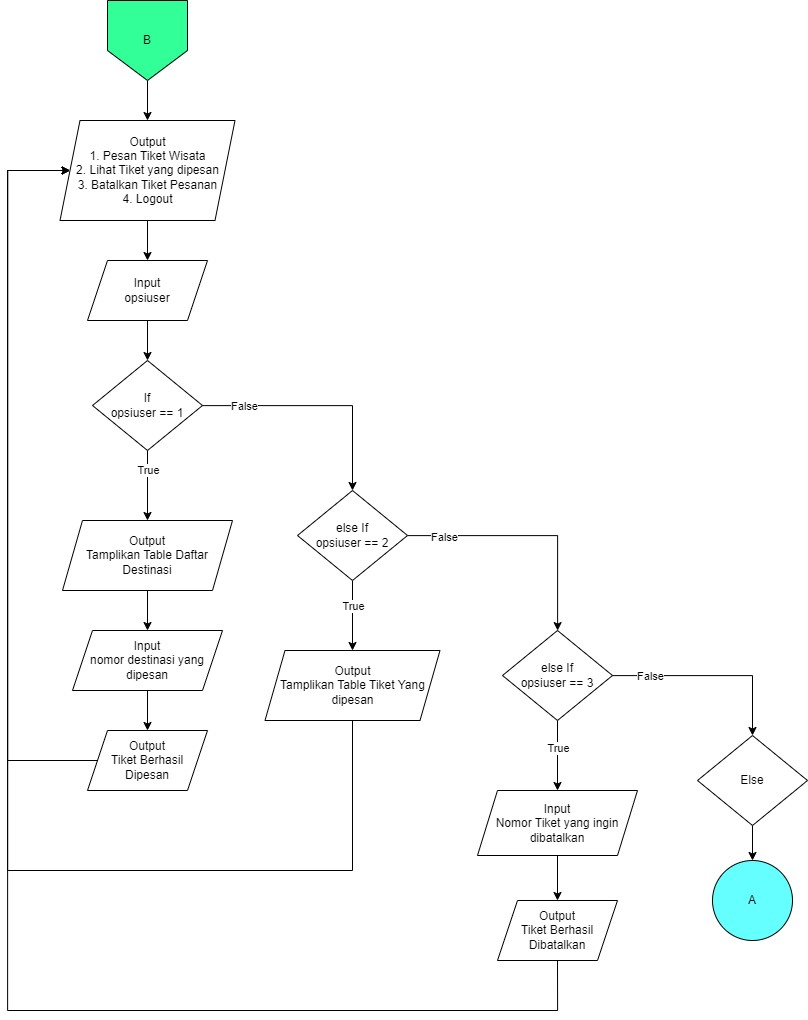 B
Output
1. Pesan Tiket Wisata
2. Lihat Tiket yang dipesan
3. Batalkan Tiket Pesanan
4. Logout
Input
opsiuser
If
opsiuser == 1
False
True
Output
Tamplikan Table Daftar
Destinasi
Input
nomor destinasi yang
dipesan
Output
Tiket Berhasil
Dipesan
else If
opsiuser == 2
False
True
Output
Tamplikan Table Tiket Yang
dipesan
else If
opsiuser == 3
False
True
Input
Nomor Tiket yang ingin
dibatalkan
Output
Tiket Berhasil
Dibatalkan
Else
A